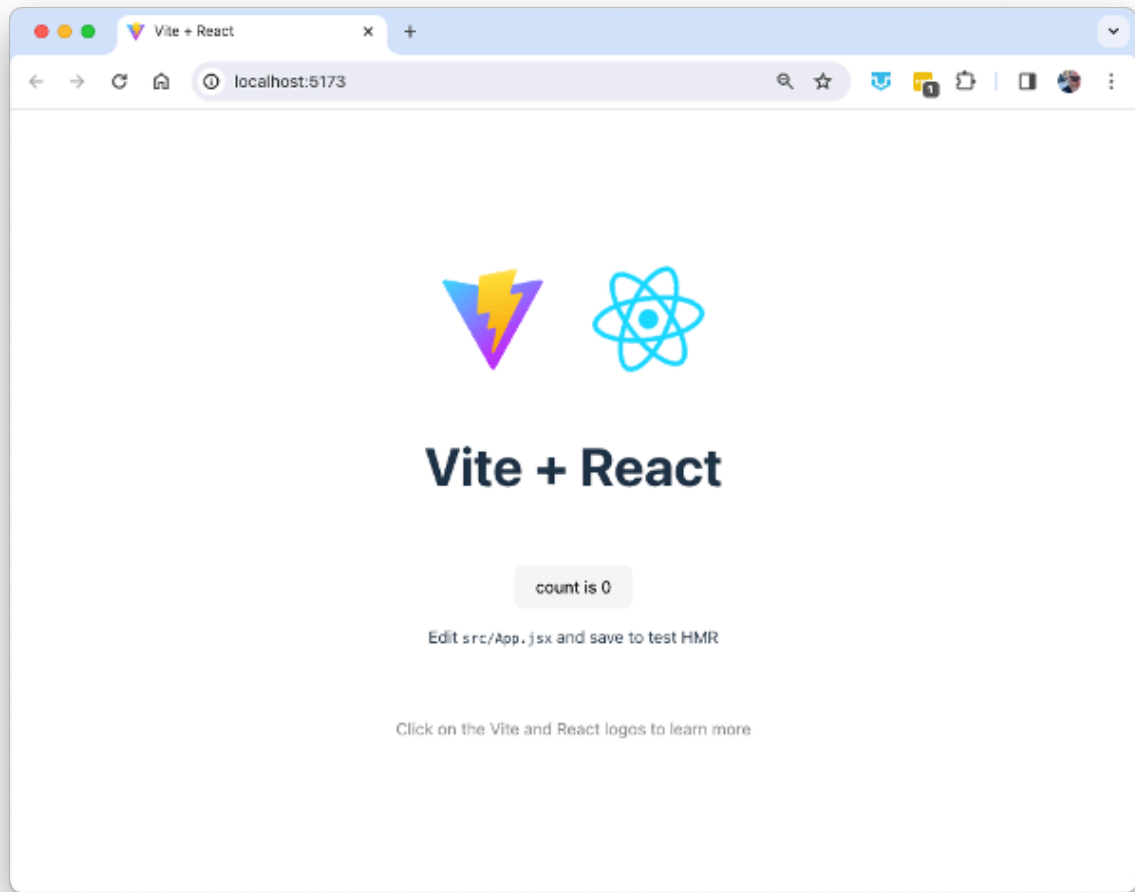 Vite + React
localhost:5173
1
Vite + React
count is 0
Edit src/App.jsx and save to test HMR
Click on the Vite and React logos to learn more